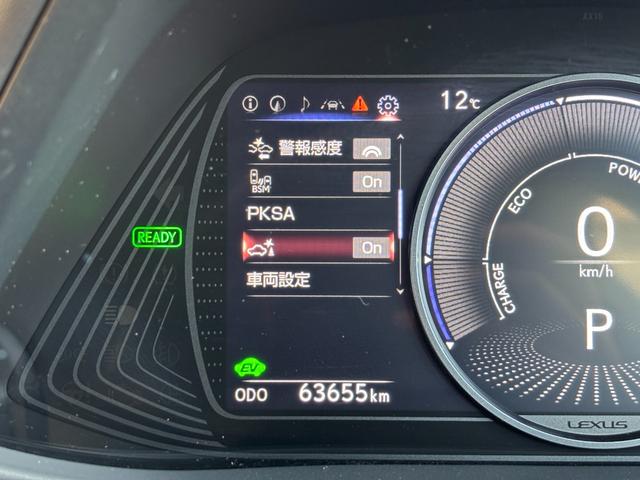 12℃
警報感度
BSM On
PKSA
On
車両設定
READY
EV
ODO 63655km
CHARGE
ECO
POW
0
km/h
P
LEXUS